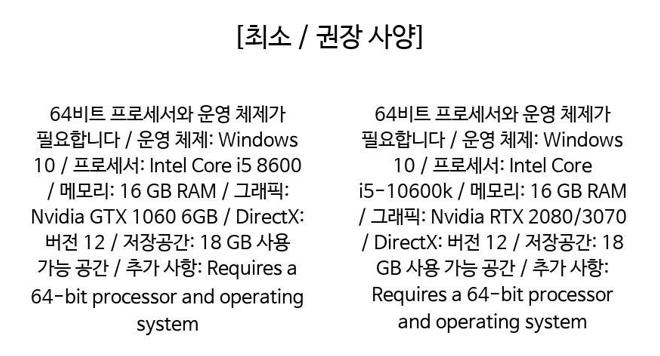 [최소 / 권장 사양]
64비트 프로세서와 운영 체제가
필요합니다 / 운영 체제: Windows
10 / 프로세서: Intel Core i5 8600
/ 메모리: 16 GB RAM / 그래픽:
Nvidia GTX 1060 6GB / DirectX:
버전 12 / 저장공간: 18 GB 사용
가능 공간 / 추가 사항: Requires a
64-bit processor and operating
system
64비트 프로세서와 운영 체제가
필요합니다 / 운영 체제: Windows
10 / 프로세서: Intel Core
i5-10600k / 메모리: 16 GB RAM
/ 그래픽: Nvidia RTX 2080/3070
/ DirectX: 버전 12 / 저장공간: 18
GB 사용 가능 공간 / 추가 사항:
Requires a 64-bit processor
and operating system